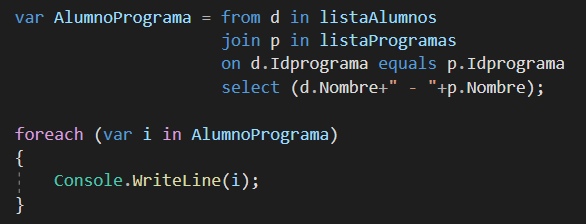 var AlumnoPrograma = from d in listaAlumnos
join p in listaProgramas
on d.Idprograma equals p.Idprograma
select (d.Nombre+" - "+p.Nombre);
foreach (var i in AlumnoPrograma)
{
Console.WriteLine(i);
}